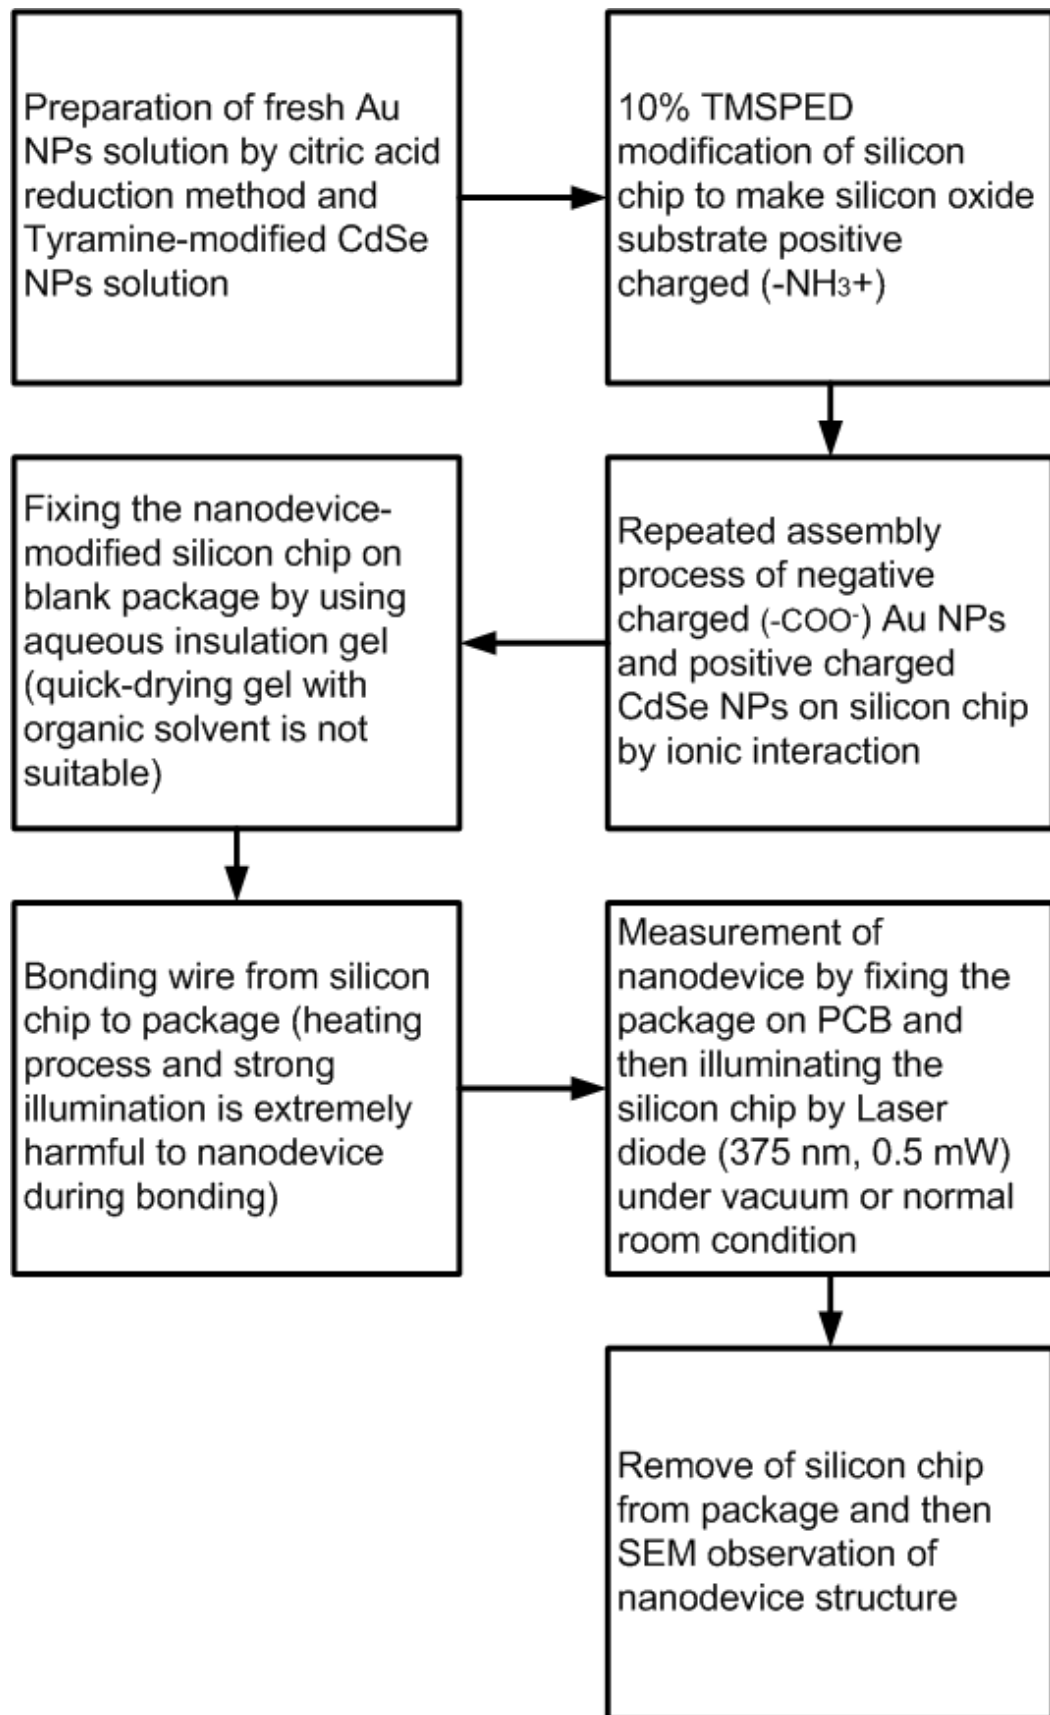 Preparation of fresh Au
NPs solution by citric acid
reduction method and
Tyramine-modified CdSe
NPs solution
10% TMSPED
modification of silicon
chip to make silicon oxide
substrate positive
charged (-NH₃+)
Repeated assembly
process of negative
charged (-COO⁻) Au NPs
and positive charged
CdSe NPs on silicon chip
by ionic interaction
Fixing the nanodevice-
modified silicon chip on
blank package by using
aqueous insulation gel
(quick-drying gel with
organic solvent is not
suitable)
Bonding wire from silicon
chip to package (heating
process and strong
illumination is extremely
harmful to nanodevice
during bonding)
Measurement of
nanodevice by fixing the
package on PCB and
then illuminating the
silicon chip by Laser
diode (375 nm, 0.5 mW)
under vacuum or normal
room condition
Remove of silicon chip
from package and then
SEM observation of
nanodevice structure